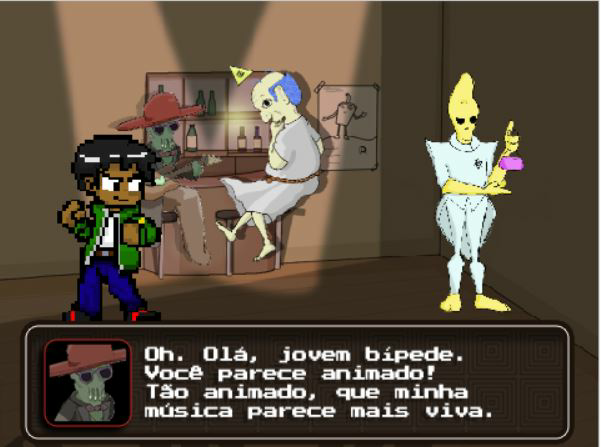 Oh. Olá, jovem bípede.
Você parece animado!
Tão animado, que minha
música parece mais viva.